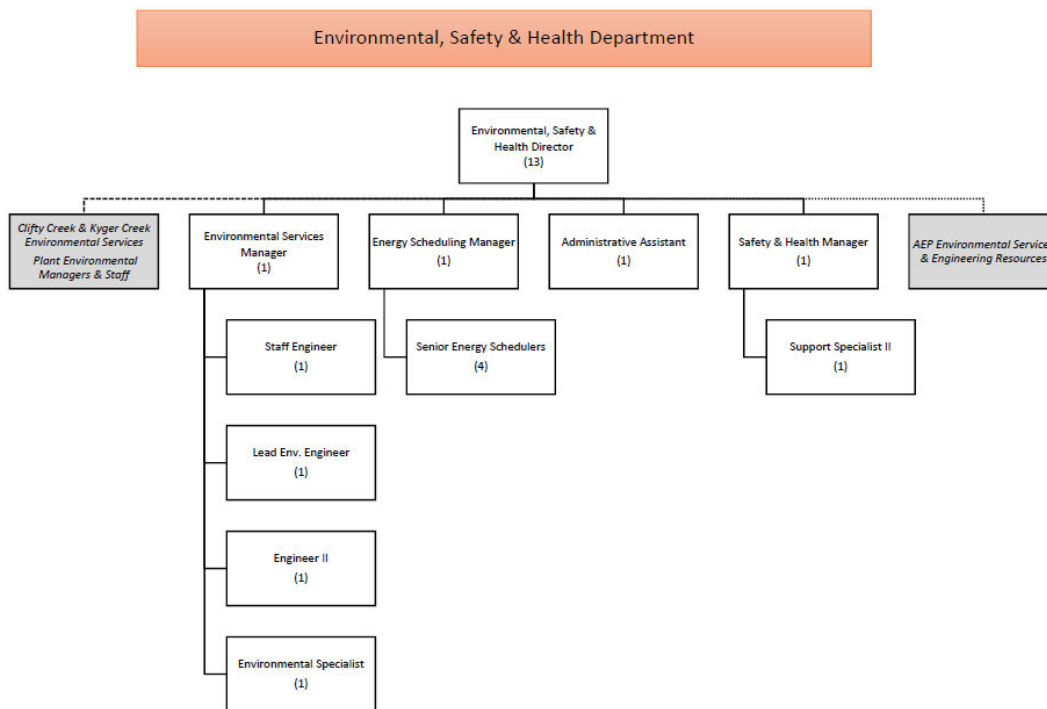 Environmental, Safety & Health Department
Environmental, Safety &
Health Director
(13)
Clifty Creek & Kyger Creek
Environmental Services
Plant Environmental
Managers & Staff
Environmental Services
Manager
(1)
Energy Scheduling Manager
(1)
Administrative Assistant
(1)
Safety & Health Manager
(1)
AEP Environmental Service
& Engineering Resources
Staff Engineer
(1)
Senior Energy Schedulers
(4)
Support Specialist II
(1)
Lead Env. Engineer
(1)
Engineer II
(1)
Environmental Specialist
(1)